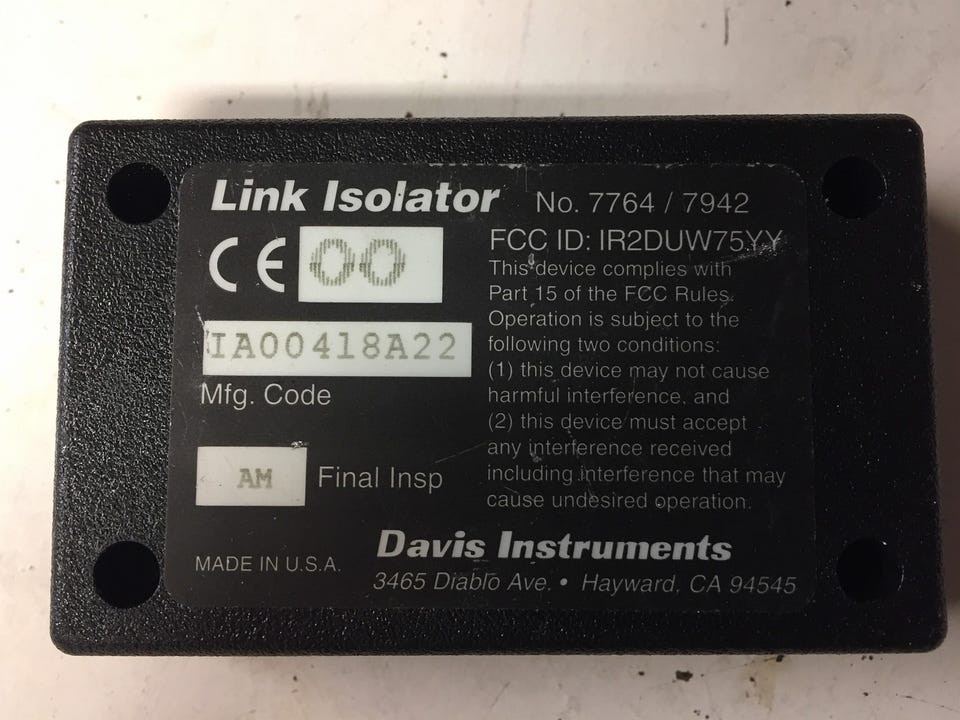 Link Isolator No. 7764 / 7942
CE 00
IA00418A22
Mfg. Code
AM Final Insp
MADE IN U.S.A.
FCC ID: IR2DUW75YY
This device complies with
Part 15 of the FCC Rules.
Operation is subject to the
following two conditions:
(1) this device may not cause
harmful interference, and
(2) this device must accept
any interference received
including interference that may
cause undesired operation.
Davis Instruments
3465 Diablo Ave. • Hayward, CA 94545